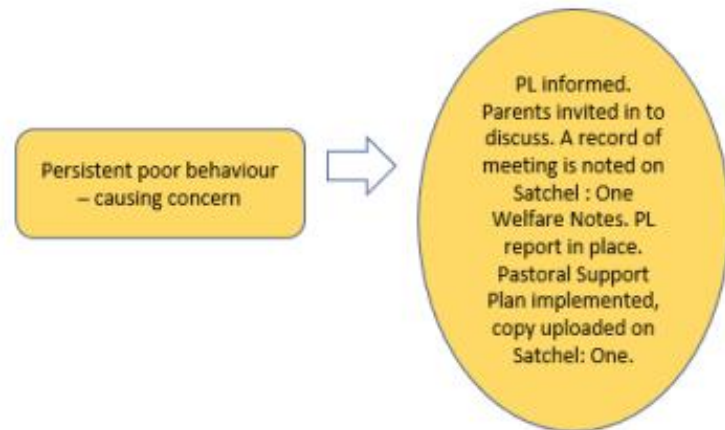 Persistent poor behaviour
– causing concern
PL informed.
Parents invited in to
discuss. A record of
meeting is noted on
Satchel : One
Welfare Notes. PL
report in place.
Pastoral Support
Plan implemented,
copy uploaded on
Satchel: One.